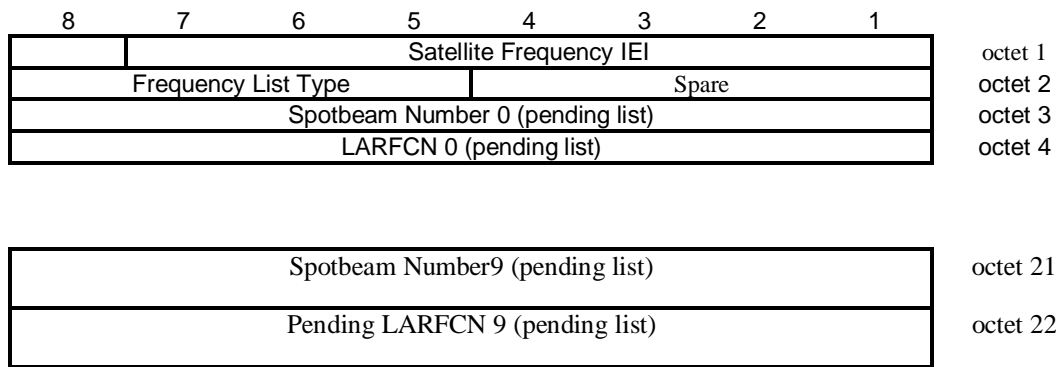 8 7 6 5 4 3 2 1
Satellite Frequency IEI octet 1
Frequency List Type Spare octet 2
Spotbeam Number 0 (pending list) octet 3
LARFCN 0 (pending list) octet 4
Spotbeam Number9 (pending list) octet 21
Pending LARFCN 9 (pending list) octet 22